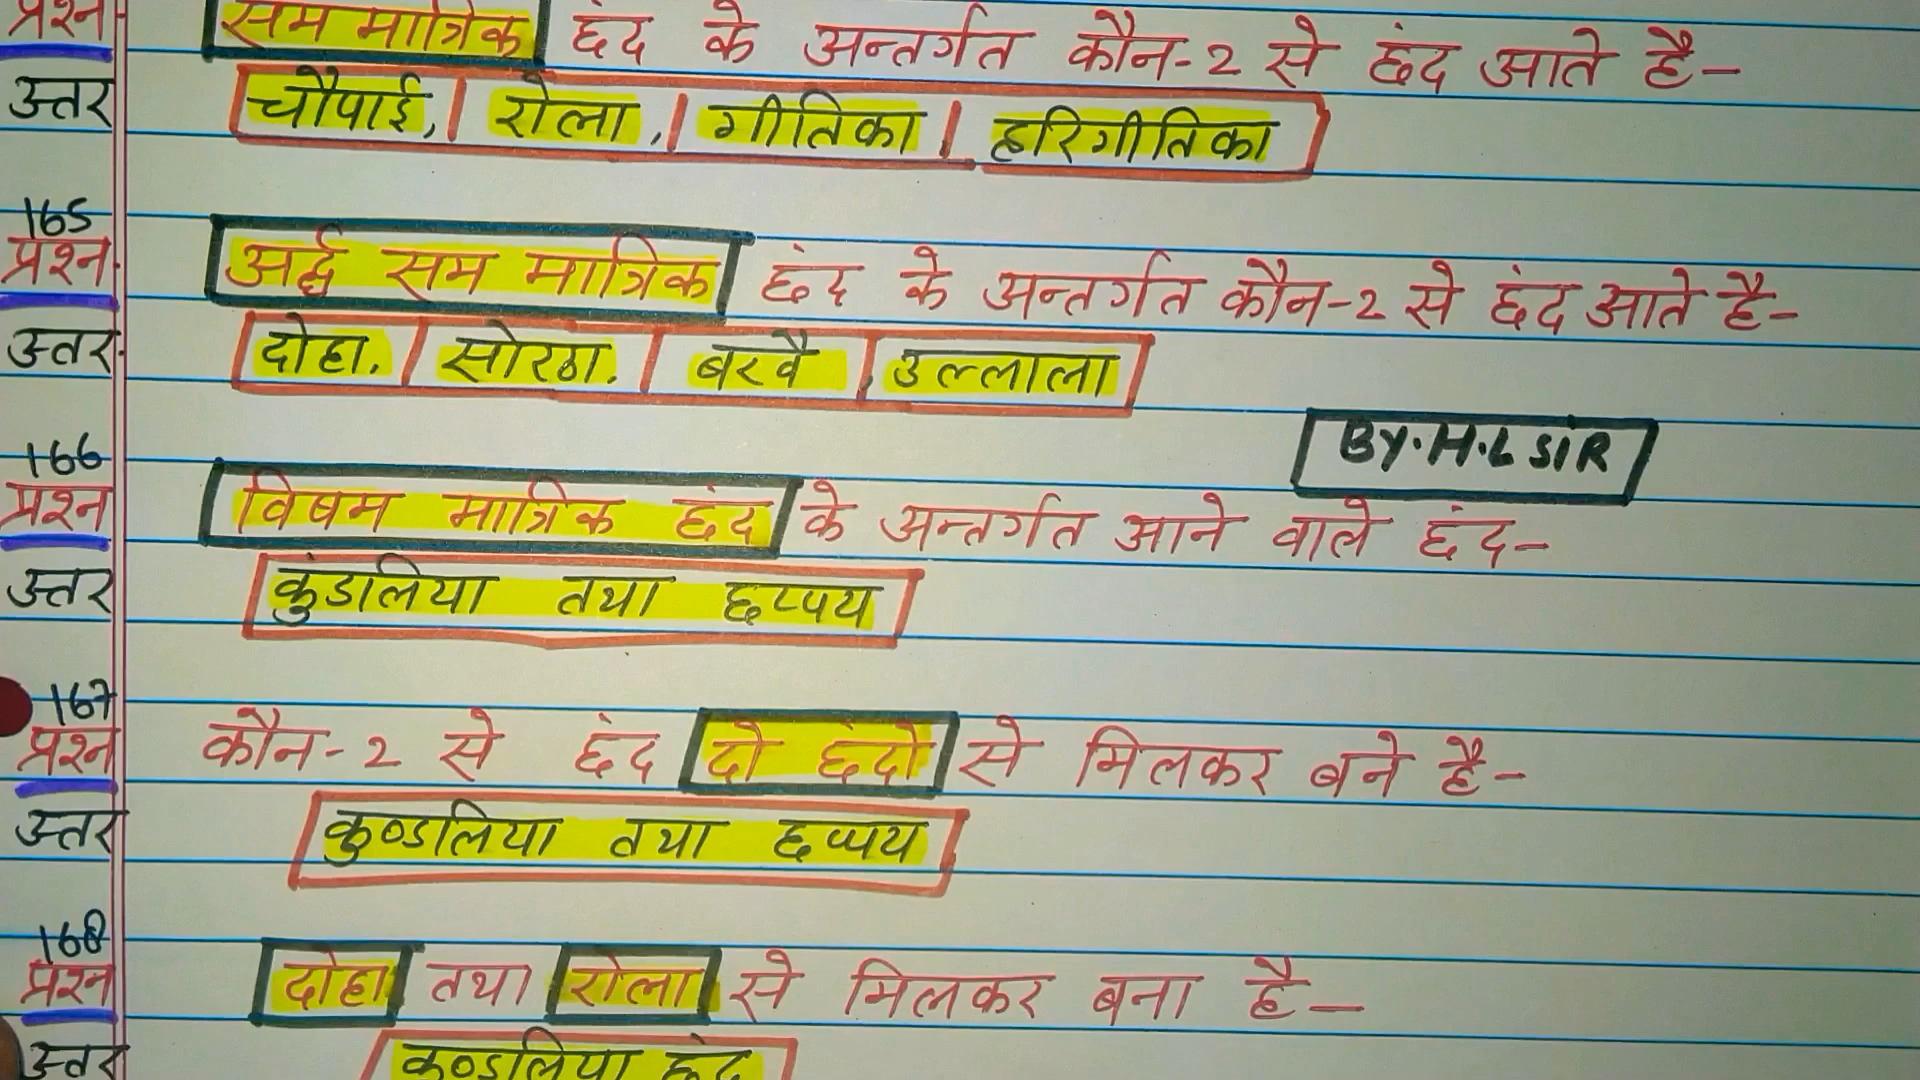 प्रश्न सम मात्रिक छंद के अन्तर्गत कौन-2 से छंद आते है-
उत्तर चौपाई, रोला, गीतिका हरिगीतिका
165
प्रश्न अर्द्ध सम मात्रिक छंद के अन्तर्गत कौन-2 से छंद आते है-
उत्तर. दोहा. सोरठा. बरवै उल्लाला
BY.H.L SIR
166
प्रश्न विषम मात्रिक छंद के अन्तर्गत आने वाले छंद-
उत्तर कुंडलिया तथा छप्पय
167
प्रश्न कौन-2 से छंद दो छंदो से मिलकर बने है-
उत्तर कुण्डलिया तथा छप्पय
168
प्रश्न दोहा तथा रोला से मिलकर बना है-
उत्तर कुण्डलिया छंद